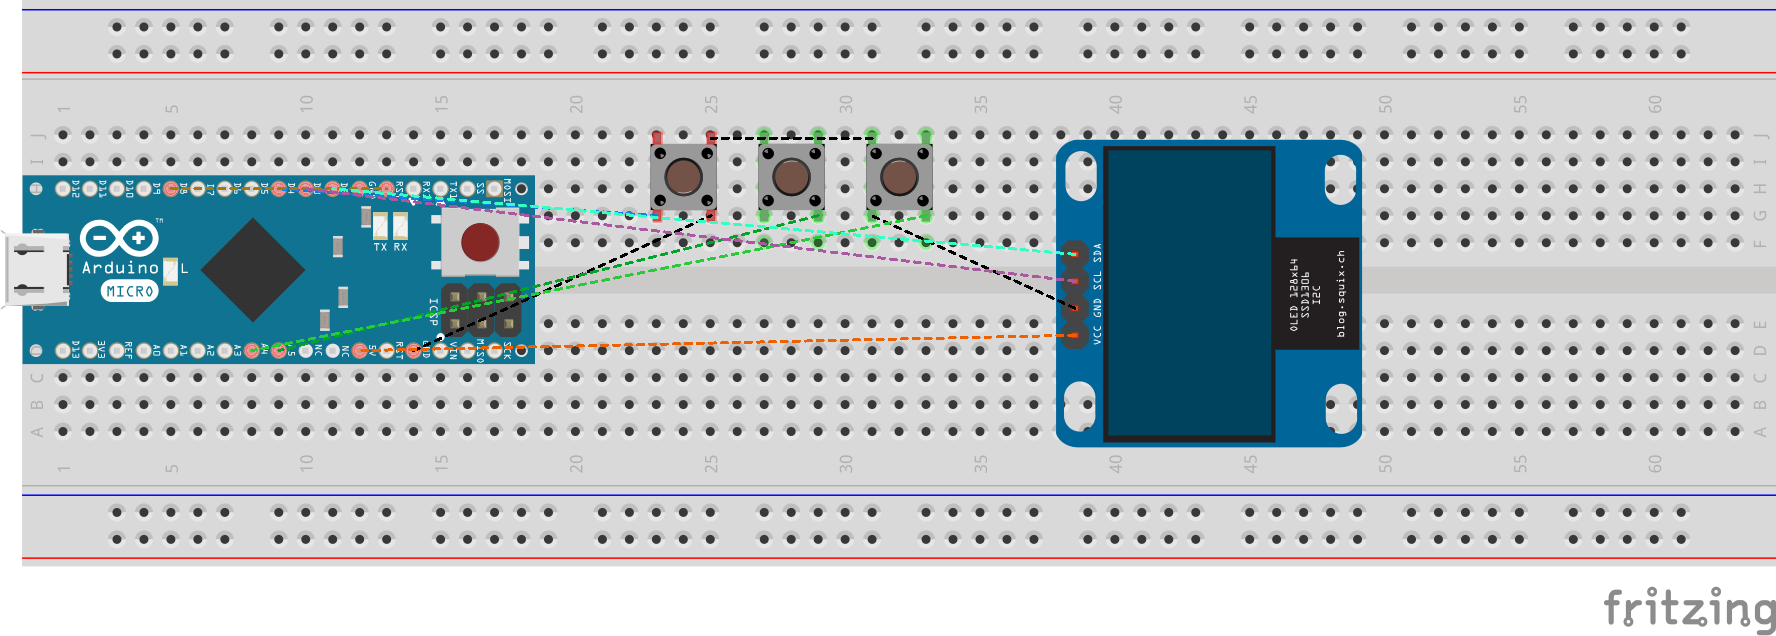 1 5 10 15 20 25 30 35 40 45 50 55 60
J J
I I
H H
G G
F F
E E
D D
C C
B B
A A
D12 D11 D10 D9 D8 D7 D6 D5 D4 D3 D2 GND RST RX1 TX1 SS MOSI
TM
Arduino
MICRO
L
TX RX
ICSP
D13 3V3 REF A0 A1 A2 A3 A4 A5 NC NC 5V RST GND VIN MISO SCK
SDA
SCL
GND
VCC
OLED 128x64
SSD1306
I2C
blog.squix.ch
1 5 10 15 20 25 30 35 40 45 50 55 60
fritzing